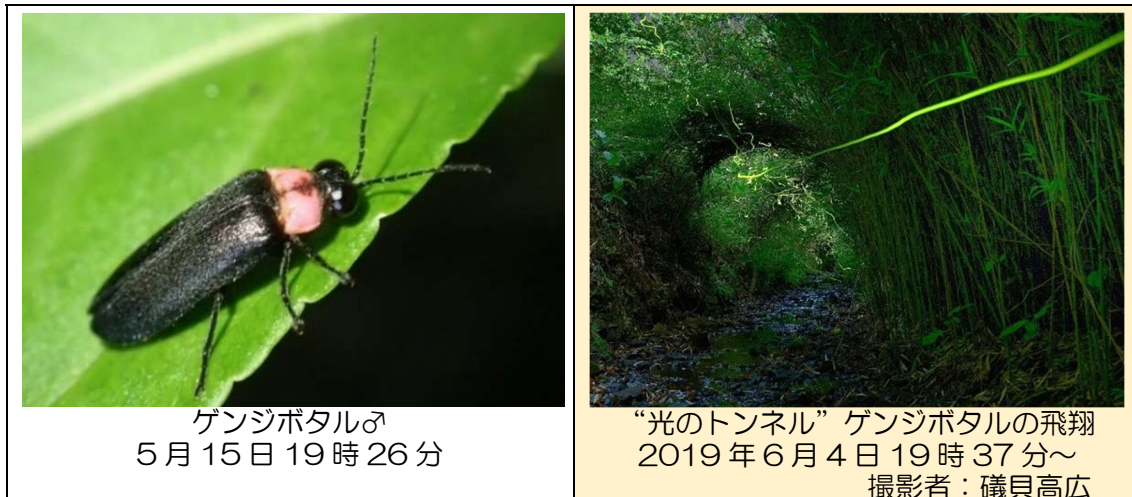 ゲンジボタル♂
5月15日19時26分
“光のトンネル”ゲンジボタルの飛翔
2019年6月4日19時37分~
撮影者:礒貝高広